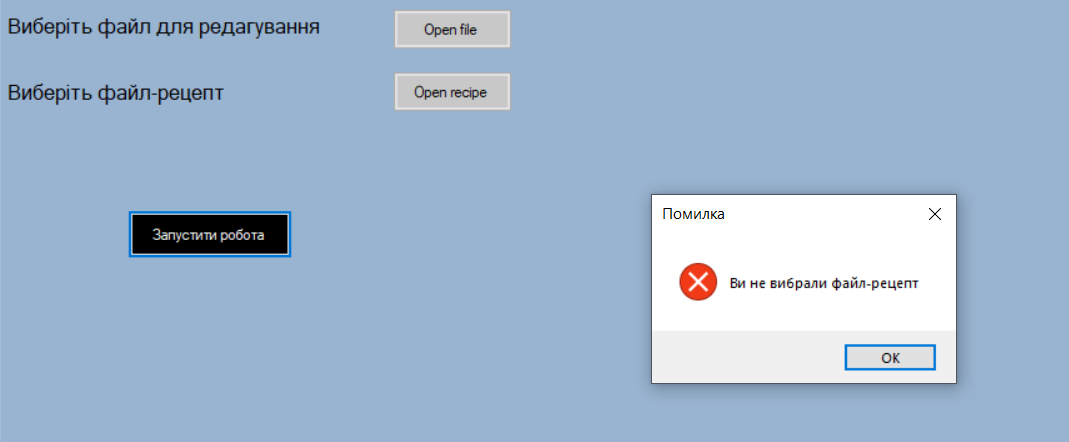 Виберіть файл для редагування
Open file
Виберіть файл-рецепт
Open recipe
Запустити робота
Помилка
Ви не вибрали файл-рецепт
OK